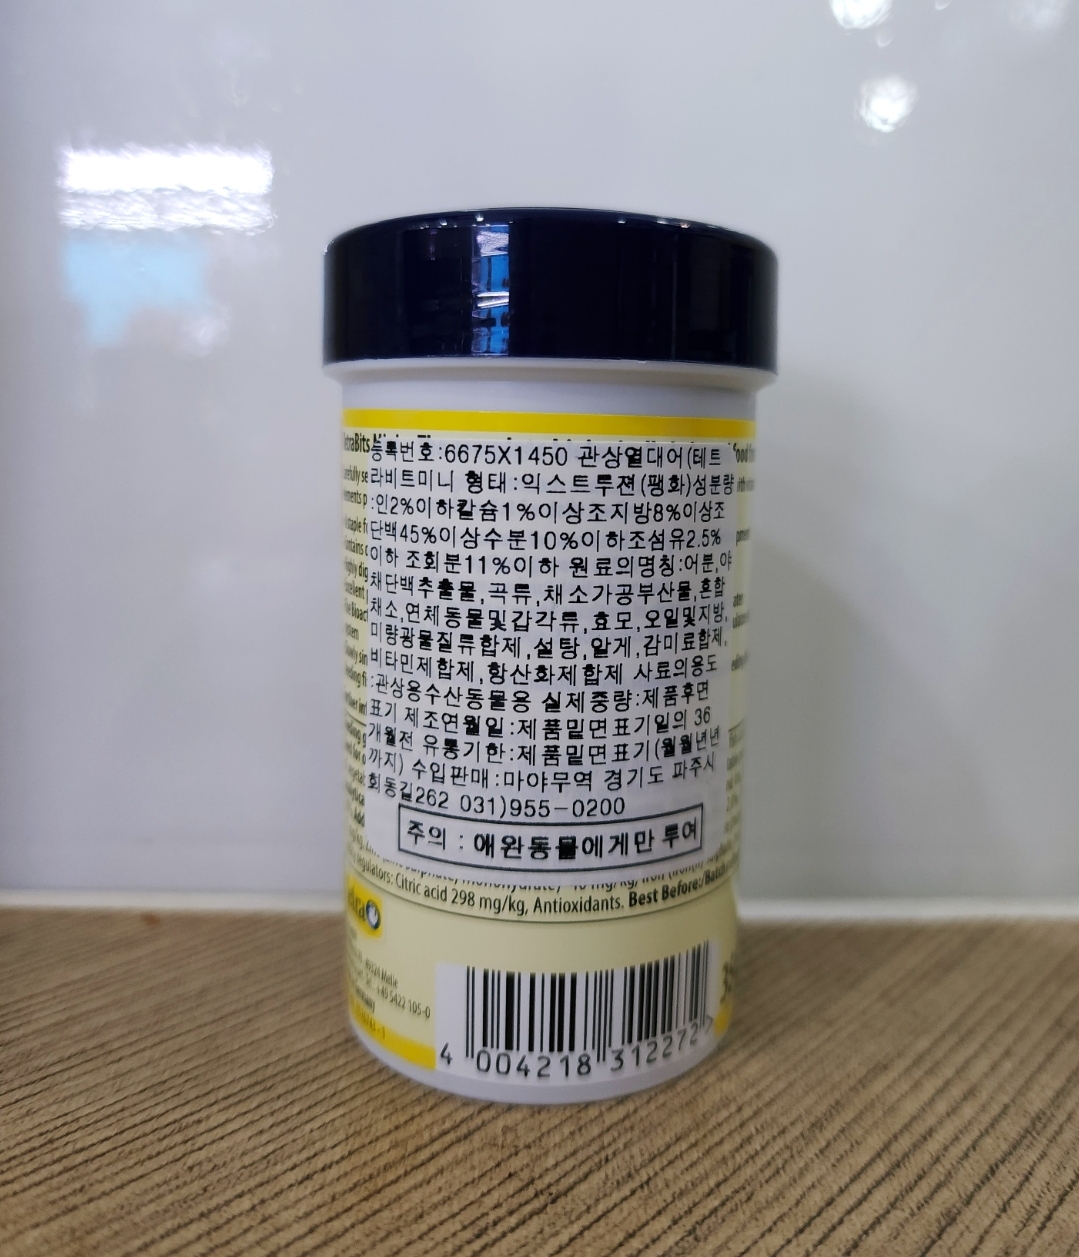 등록번호:6675X1450 관상열대어(테트
라비트미니 형태:익스트루젼(팽화)성분량
:인2%이하칼슘1%이상조지방8%이상조
단백45%이상수분10%이하조섬유2.5%
이하 조회분11%이하 원료의명칭:어분,야
채단백추출물,곡류,채소가공부산물,혼합
채소,연체동물및갑각류,효모,오일및지방,
미량광물질류합제,설탕,알게,감미료합제,
비타민제합제,항산화제합제 사료의용도
:관상용수산동물용 실제중량:제품후면
표기 제조연월일:제품밑면표기일의 36
개월전 유통기한:제품밑면표기(월월년년
까지) 수입판매:마야무역 경기도 파주시
회동길262 031)955-0200
주의 : 애완동물에게만 투여
regulators: Citric acid 298 mg/kg, Antioxidants. Best Before:/Batch
49324 Melle
+49 5422 105-0
Germany
4 004218 312272 >